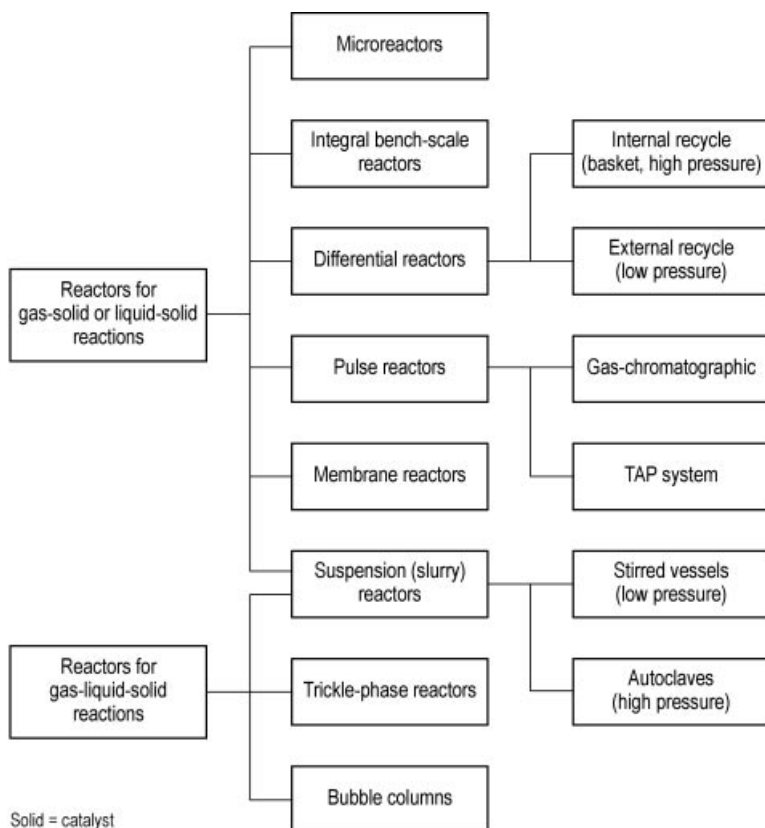 Microreactors
Integral bench-scale
reactors
Internal recycle
(basket, high pressure)
Differential reactors
External recycle
(low pressure)
Reactors for
gas-solid or liquid-solid
reactions
Pulse reactors
Gas-chromatographic
Membrane reactors
TAP system
Suspension (slurry)
reactors
Stirred vessels
(low pressure)
Reactors for
gas-liquid-solid
reactions
Trickle-phase reactors
Autoclaves
(high pressure)
Bubble columns
Solid = catalyst